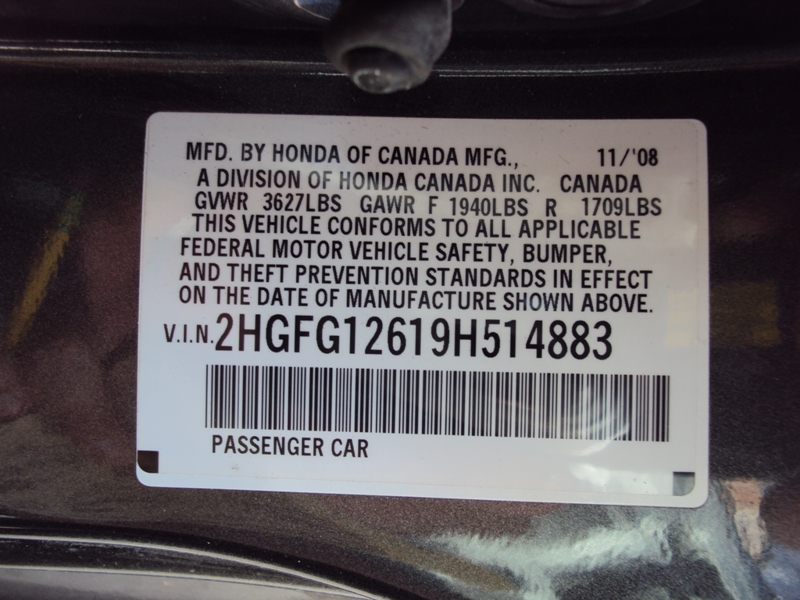 MFD. BY HONDA OF CANADA MFG., 11/'08
A DIVISION OF HONDA CANADA INC. CANADA
GVWR 3627LBS GAWR F 1940LBS R 1709LBS
THIS VEHICLE CONFORMS TO ALL APPLICABLE
FEDERAL MOTOR VEHICLE SAFETY, BUMPER,
AND THEFT PREVENTION STANDARDS IN EFFECT
ON THE DATE OF MANUFACTURE SHOWN ABOVE.
V.I.N. 2HGFG12619H514883
PASSENGER CAR